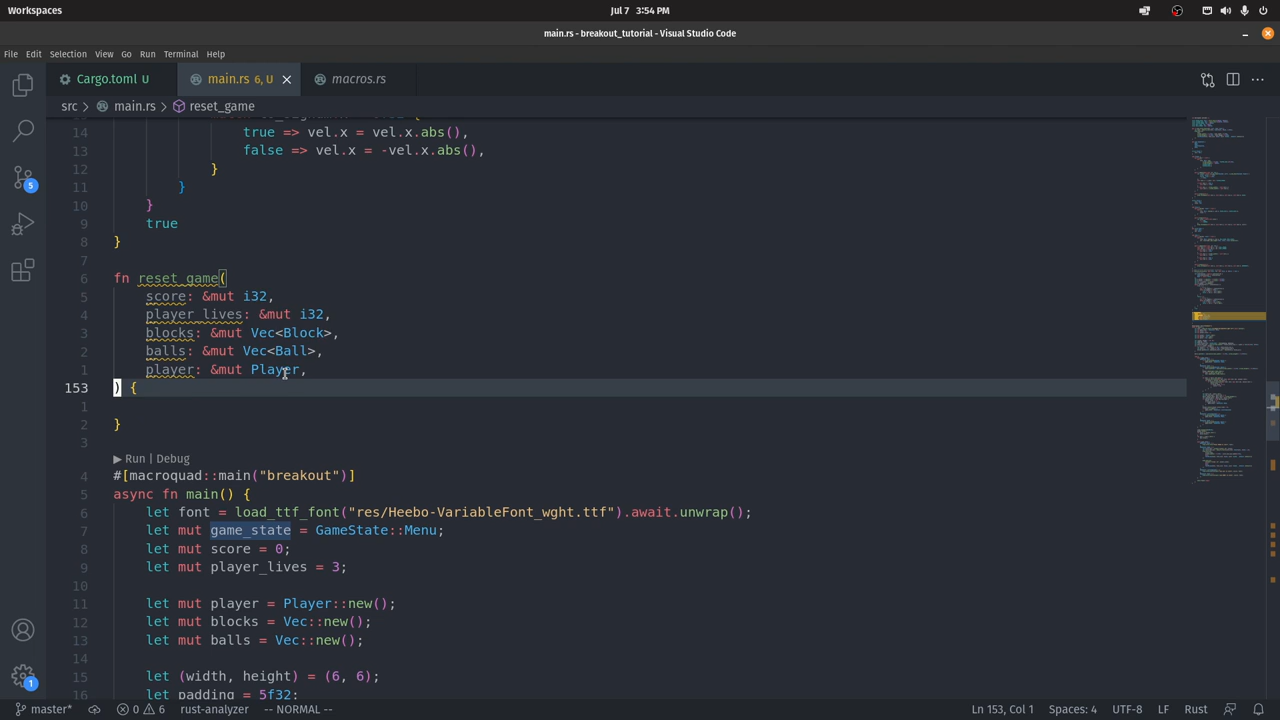 Workspaces
Jul 7 3:54 PM
main.rs - breakout_tutorial - Visual Studio Code
File Edit Selection View Go Run Terminal Help
Cargo.toml U
main.rs 6, U
macros.rs
src > main.rs > reset_game
14 true => vel.x = vel.x.abs(),
13 false => vel.x = -vel.x.abs(),
12 }
11 }
10 }
9 true
8 }
7
6 fn reset_game(
5 score: &mut i32,
4 player_lives: &mut i32,
3 blocks: &mut Vec<Block>,
2 balls: &mut Vec<Ball>,
1 player: &mut Player,
153 ) {
1
2 }
3
▶ Run | Debug
4 #[macroquad::main("breakout")]
5 async fn main() {
6 let font = load_ttf_font("res/Heebo-VariableFont_wght.ttf").await.unwrap();
7 let mut game_state = GameState::Menu;
8 let mut score = 0;
9 let mut player_lives = 3;
10
11 let mut player = Player::new();
12 let mut blocks = Vec::new();
13 let mut balls = Vec::new();
14
15 let (width, height) = (6, 6);
16 let padding = 5f32;
5
1
master* 0 6 rust-analyzer -- NORMAL -- Ln 153, Col 1 Spaces: 4 UTF-8 LF Rust